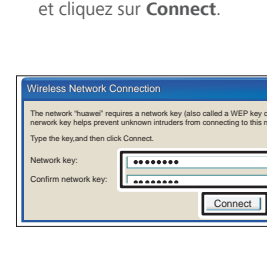 et cliquez sur Connect.
Wireless Network Connection
The network "huawei" requires a network key (also called a WEP key
nerwork key helps prevent unknown intruders from connecting to this
Type the key,and then click Connect.
Network key:
Confirm network key:
Connect